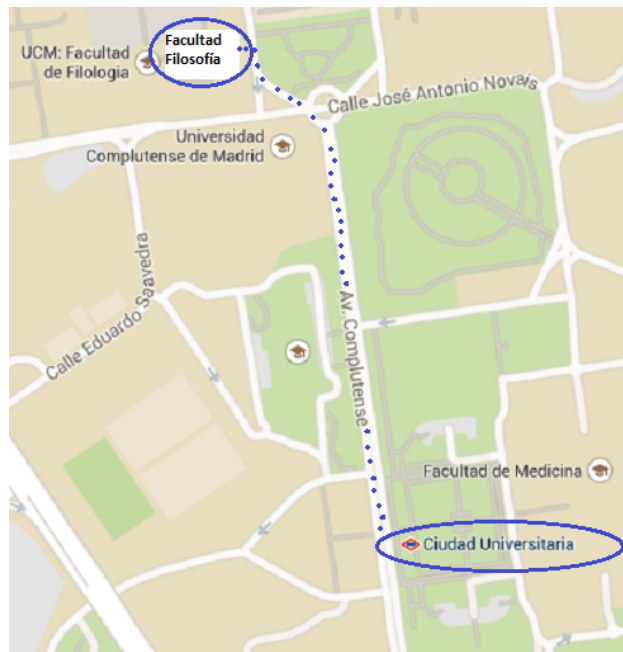 Facultad
Filosofía
UCM: Facultad
de Filologia
Calle José Antonio Novais
Universidad
Complutense de Madrid
Calle Eduardo Saavedra
Av. Complutense
Facultad de Medicina
Ciudad Universitaria